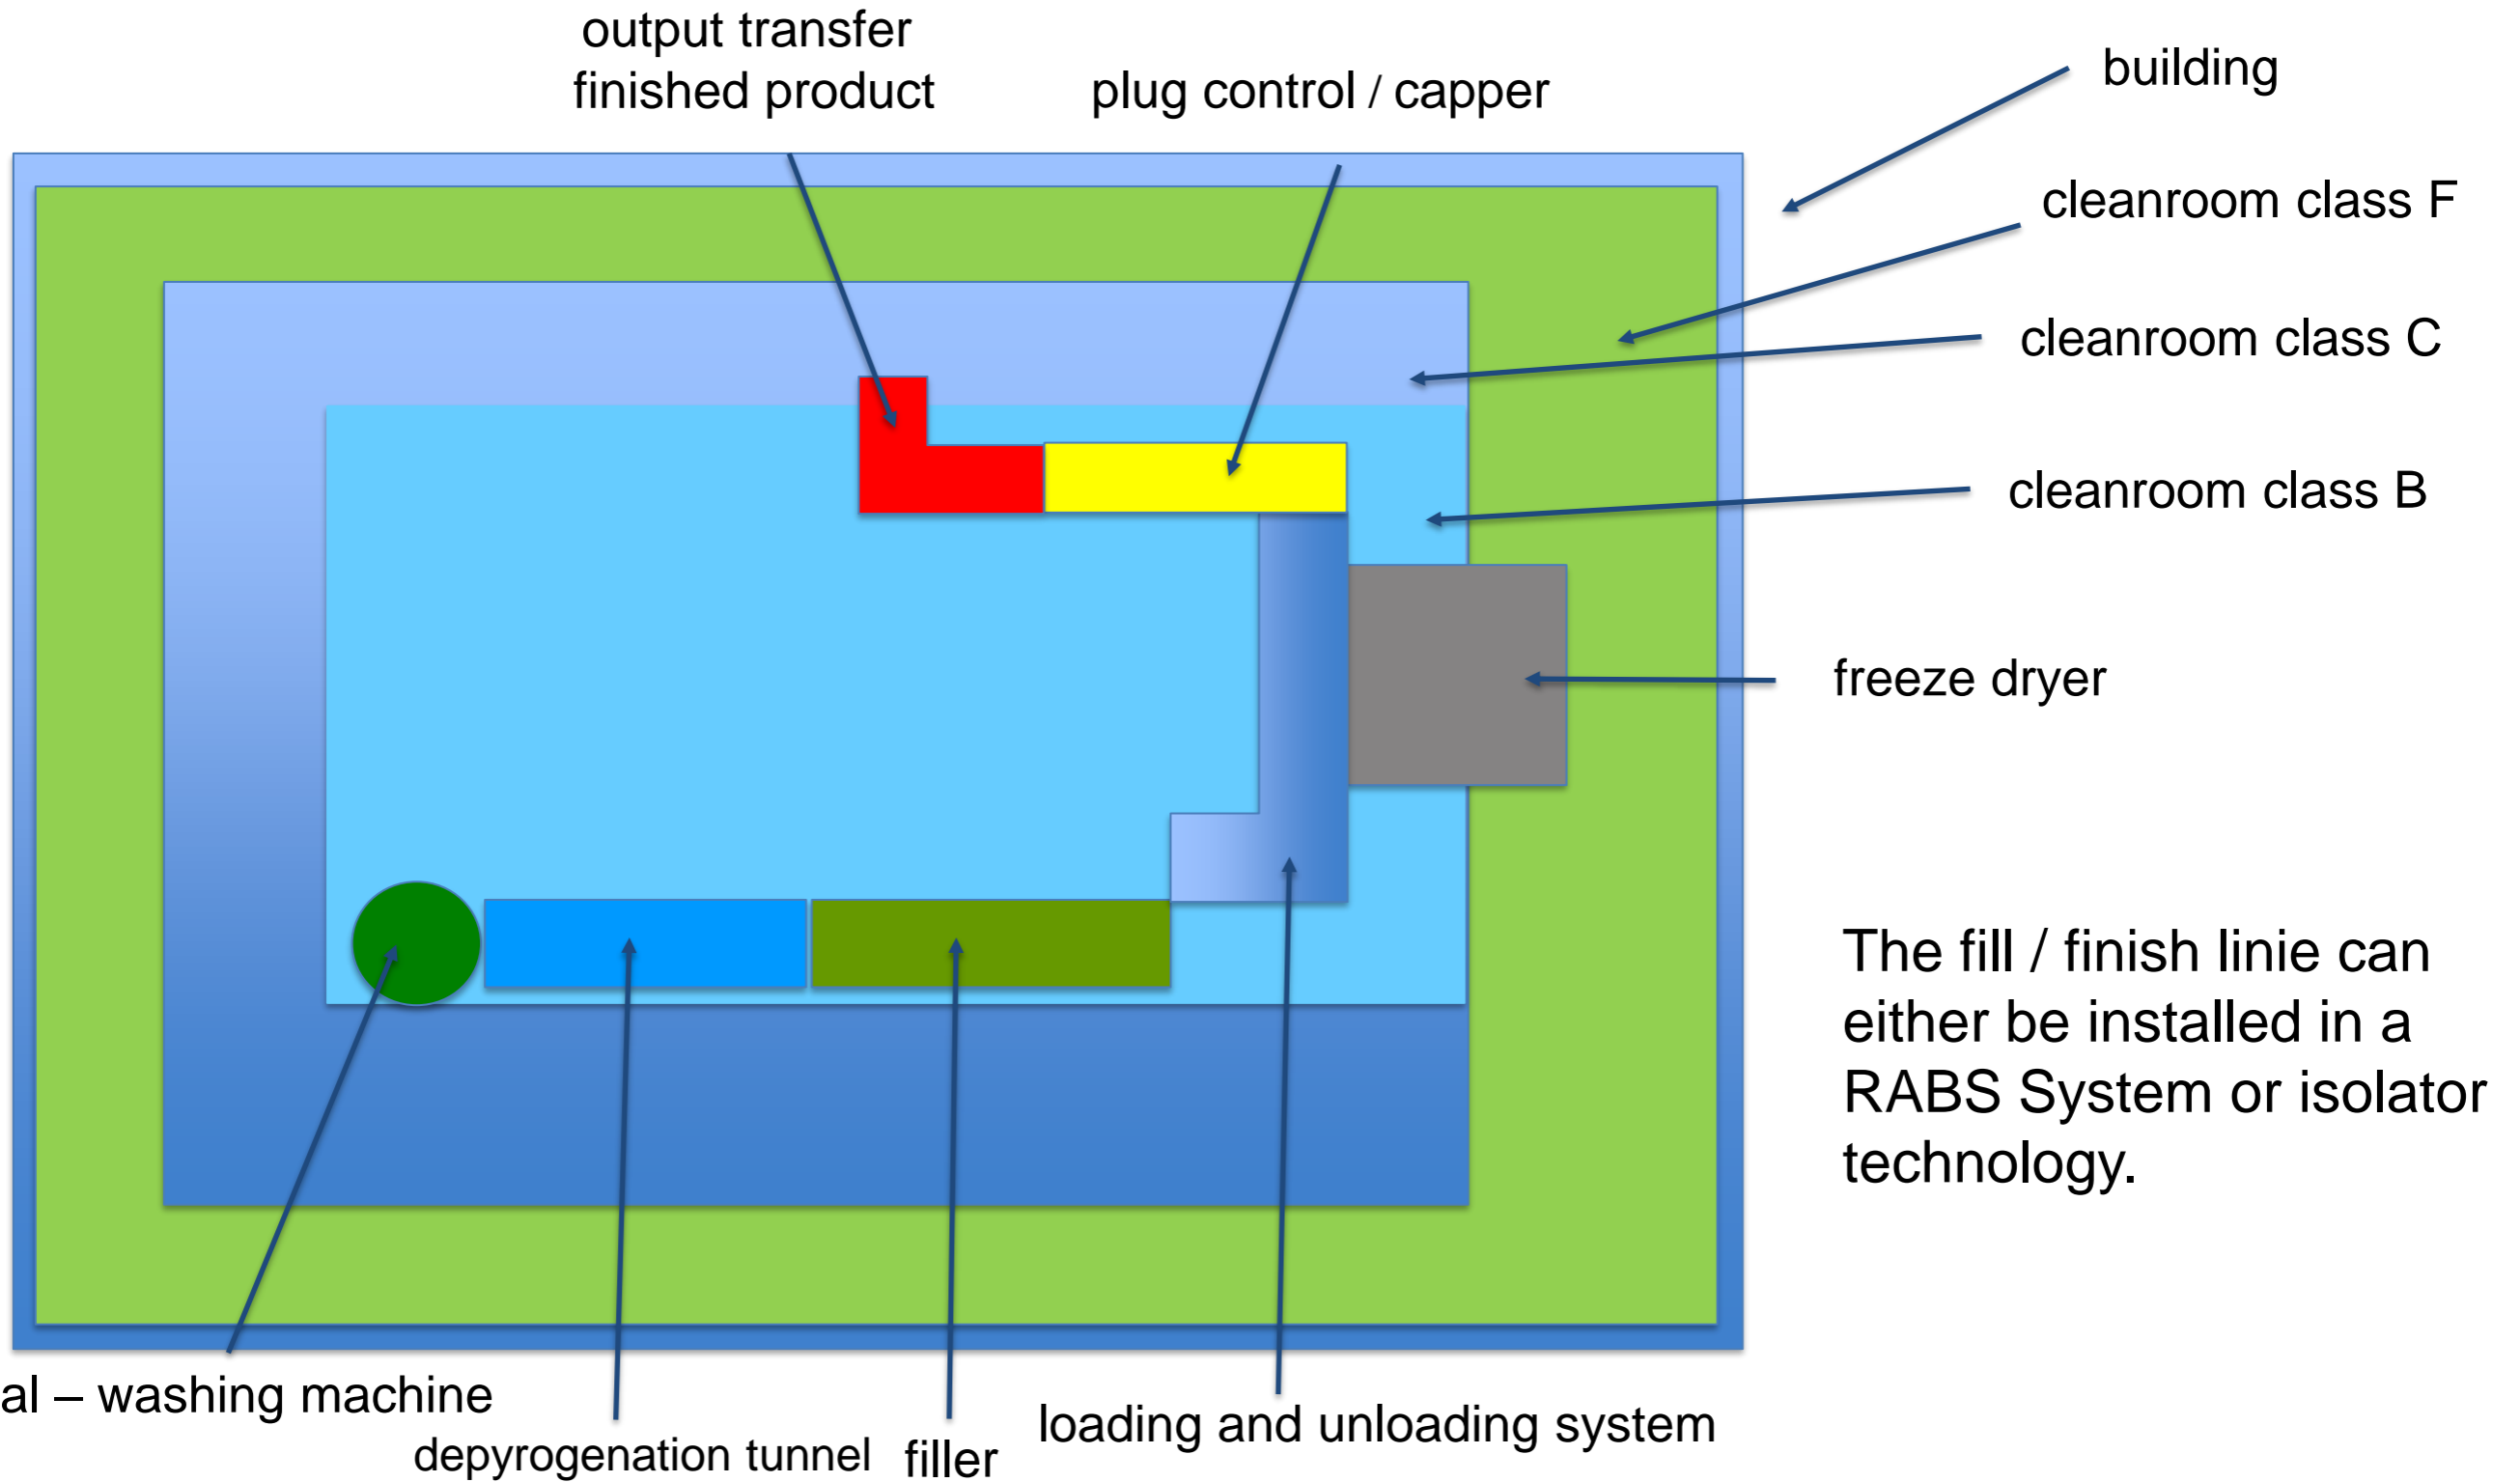 output transfer
finished product
plug control / capper
building
cleanroom class F
cleanroom class C
cleanroom class B
freeze dryer
The fill / finish linie can
either be installed in a
RABS System or isolator
technology.
al – washing machine
depyrogenation tunnel
filler
loading and unloading system